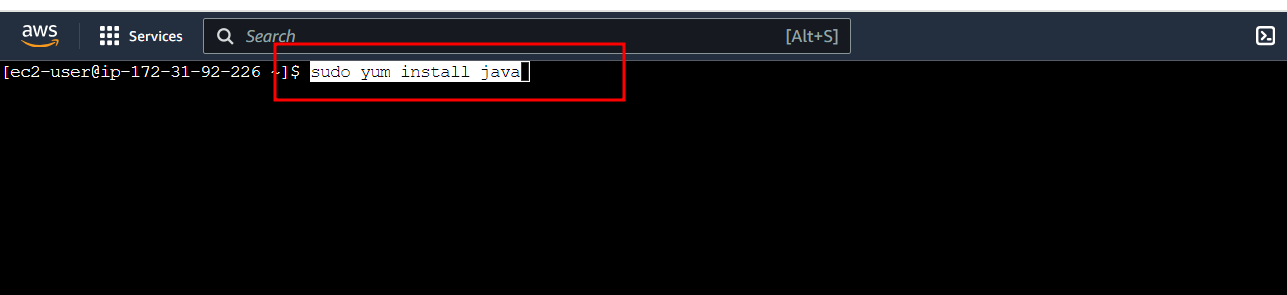 aws Services Search [Alt+S]
[ec2-user@ip-172-31-92-226 ~]$ sudo yum install java